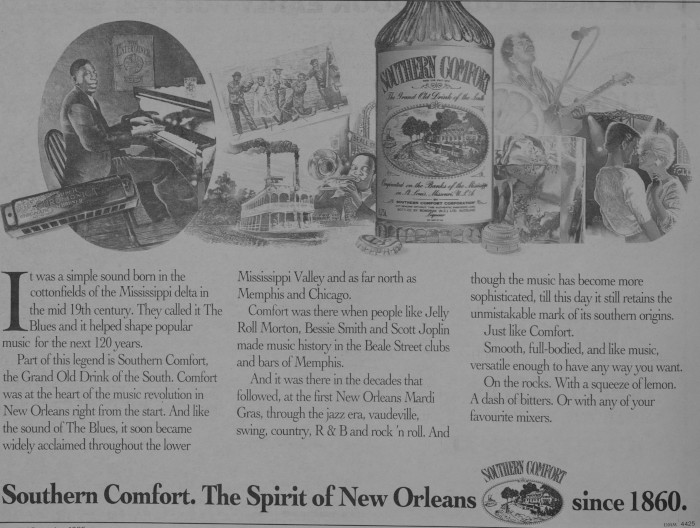 SOUTHERN COMFORT
The Grand Old Drink of the South
SOUTHERN COMFORT CORPORATION
It was a simple sound born in the
cottonfields of the Mississippi delta in
the mid 19th century. They called it The
Blues and it helped shape popular
music for the next 120 years.
Part of this legend is Southern Comfort,
the Grand Old Drink of the South. Comfort
was at the heart of the music revolution in
New Orleans right from the start. And like
the sound of The Blues, it soon became
widely acclaimed throughout the lower
Mississippi Valley and as far north as
Memphis and Chicago.
Comfort was there when people like Jelly
Roll Morton, Bessie Smith and Scott Joplin
made music history in the Beale Street clubs
and bars of Memphis.
And it was there in the decades that
followed, at the first New Orleans Mardi
Gras, through the jazz era, vaudeville,
swing, country, R & B and rock 'n roll. And
though the music has become more
sophisticated, till this day it still retains the
unmistakable mark of its southern origins.
Just like Comfort.
Smooth, full-bodied, and like music,
versatile enough to have any way you want.
On the rocks. With a squeeze of lemon.
A dash of bitters. Or with any of your
favourite mixers.
Southern Comfort. The Spirit of New Orleans
SOUTHERN COMFORT
since 1860.